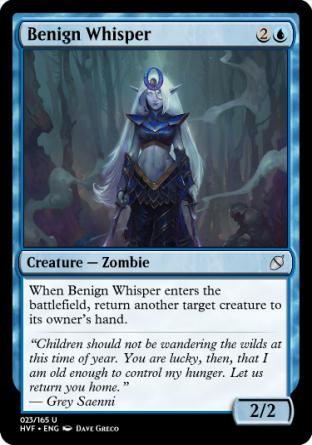 Benign Whisper 2
Creature — Zombie
When Benign Whisper enters the
battlefield, return another target creature to
its owner's hand.
“Children should not be wandering the wilds at
this time of year. You are lucky, then, that I
am old enough to control my hunger. Let us
return you home.”
— Grey Saenni
2/2
023/165 U
HVF • ENG Dave Greco